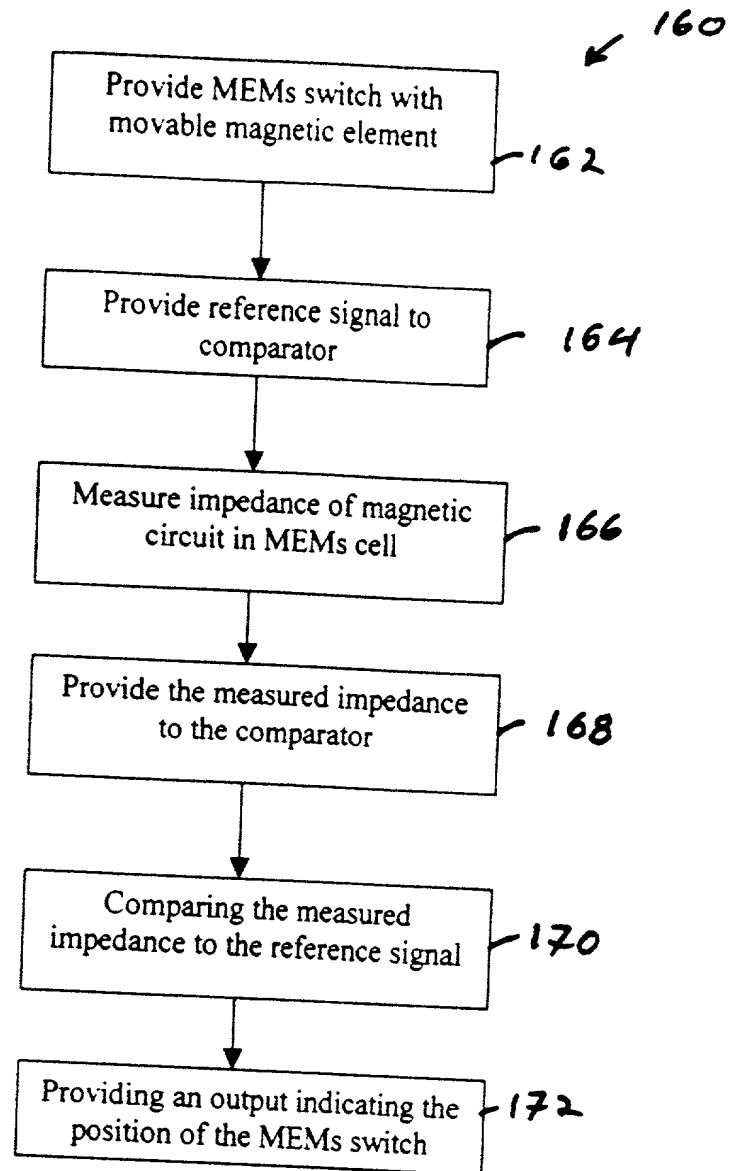 160
Provide MEMs switch with
movable magnetic element
162
Provide reference signal to
comparator
164
Measure impedance of magnetic
circuit in MEMs cell
166
Provide the measured impedance
to the comparator
168
Comparing the measured
impedance to the reference signal
170
Providing an output indicating the
position of the MEMs switch
172